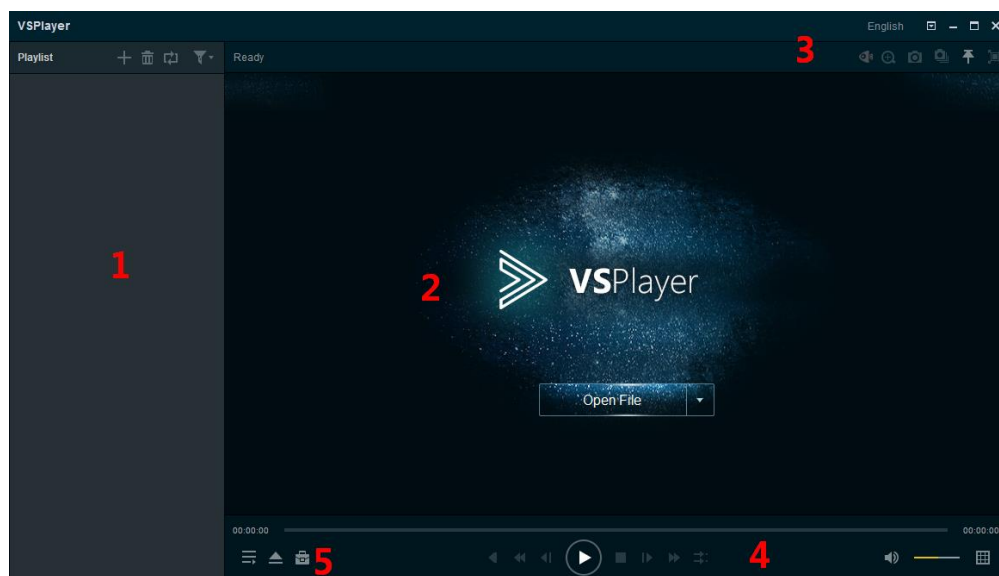 VSPlayer
English
Playlist
Ready
3
1
2
VSPlayer
Open File
00:00:00
00:00:00
5
4